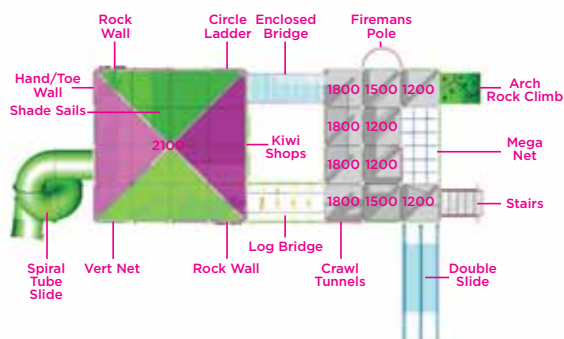 Rock
Wall
Circle
Ladder
Enclosed
Bridge
Firemans
Pole
Hand/Toe
Wall
Shade Sails
1800 1500 1200
Arch
Rock Climb
1800 1200
2100
Kiwi
Shops
Mega
Net
1800 1200
1800 1500 1200
Stairs
Log Bridge
Spiral
Tube
Slide
Vert Net
Rock Wall
Crawl
Tunnels
Double
Slide